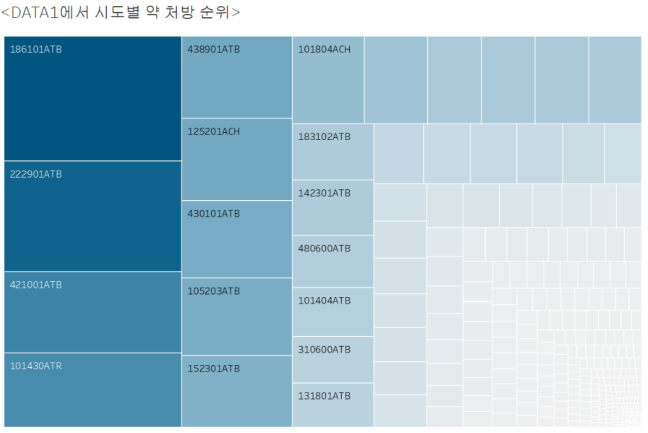 <DATA1에서 시도별 약 처방 순위>
186101ATB
222901ATB
421001ATB
101430ATR
438901ATB
125201ACH
430101ATB
105203ATB
152301ATB
101804ACH
183102ATB
142301ATB
480600ATB
101404ATB
310600ATB
131801ATB